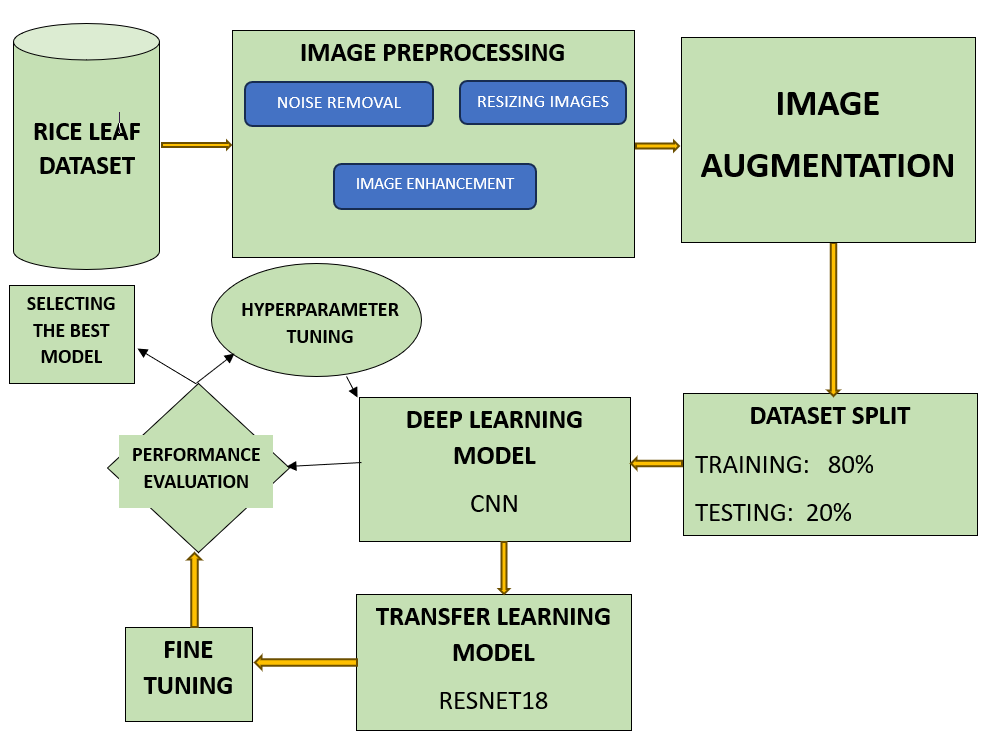 RICE LEAF
DATASET
IMAGE PREPROCESSING
NOISE REMOVAL
RESIZING IMAGES
IMAGE ENHANCEMENT
IMAGE
AUGMENTATION
SELECTING
THE BEST
MODEL
HYPERPARAMETER
TUNING
PERFORMANCE
EVALUATION
DEEP LEARNING
MODEL
CNN
DATASET SPLIT
TRAINING: 80%
TESTING: 20%
FINE
TUNING
TRANSFER LEARNING
MODEL
RESNET18